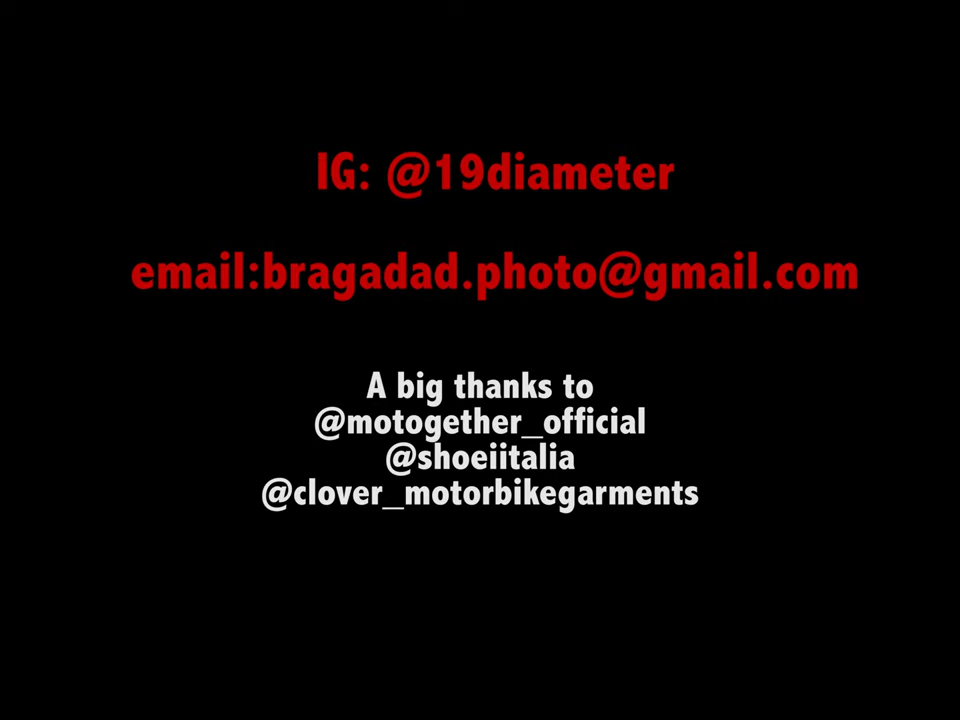 IG: @19diameter
email:bragadad.photo@gmail.com
A big thanks to
@motogether_official
@shoeiitalia
@clover_motorbikegarments